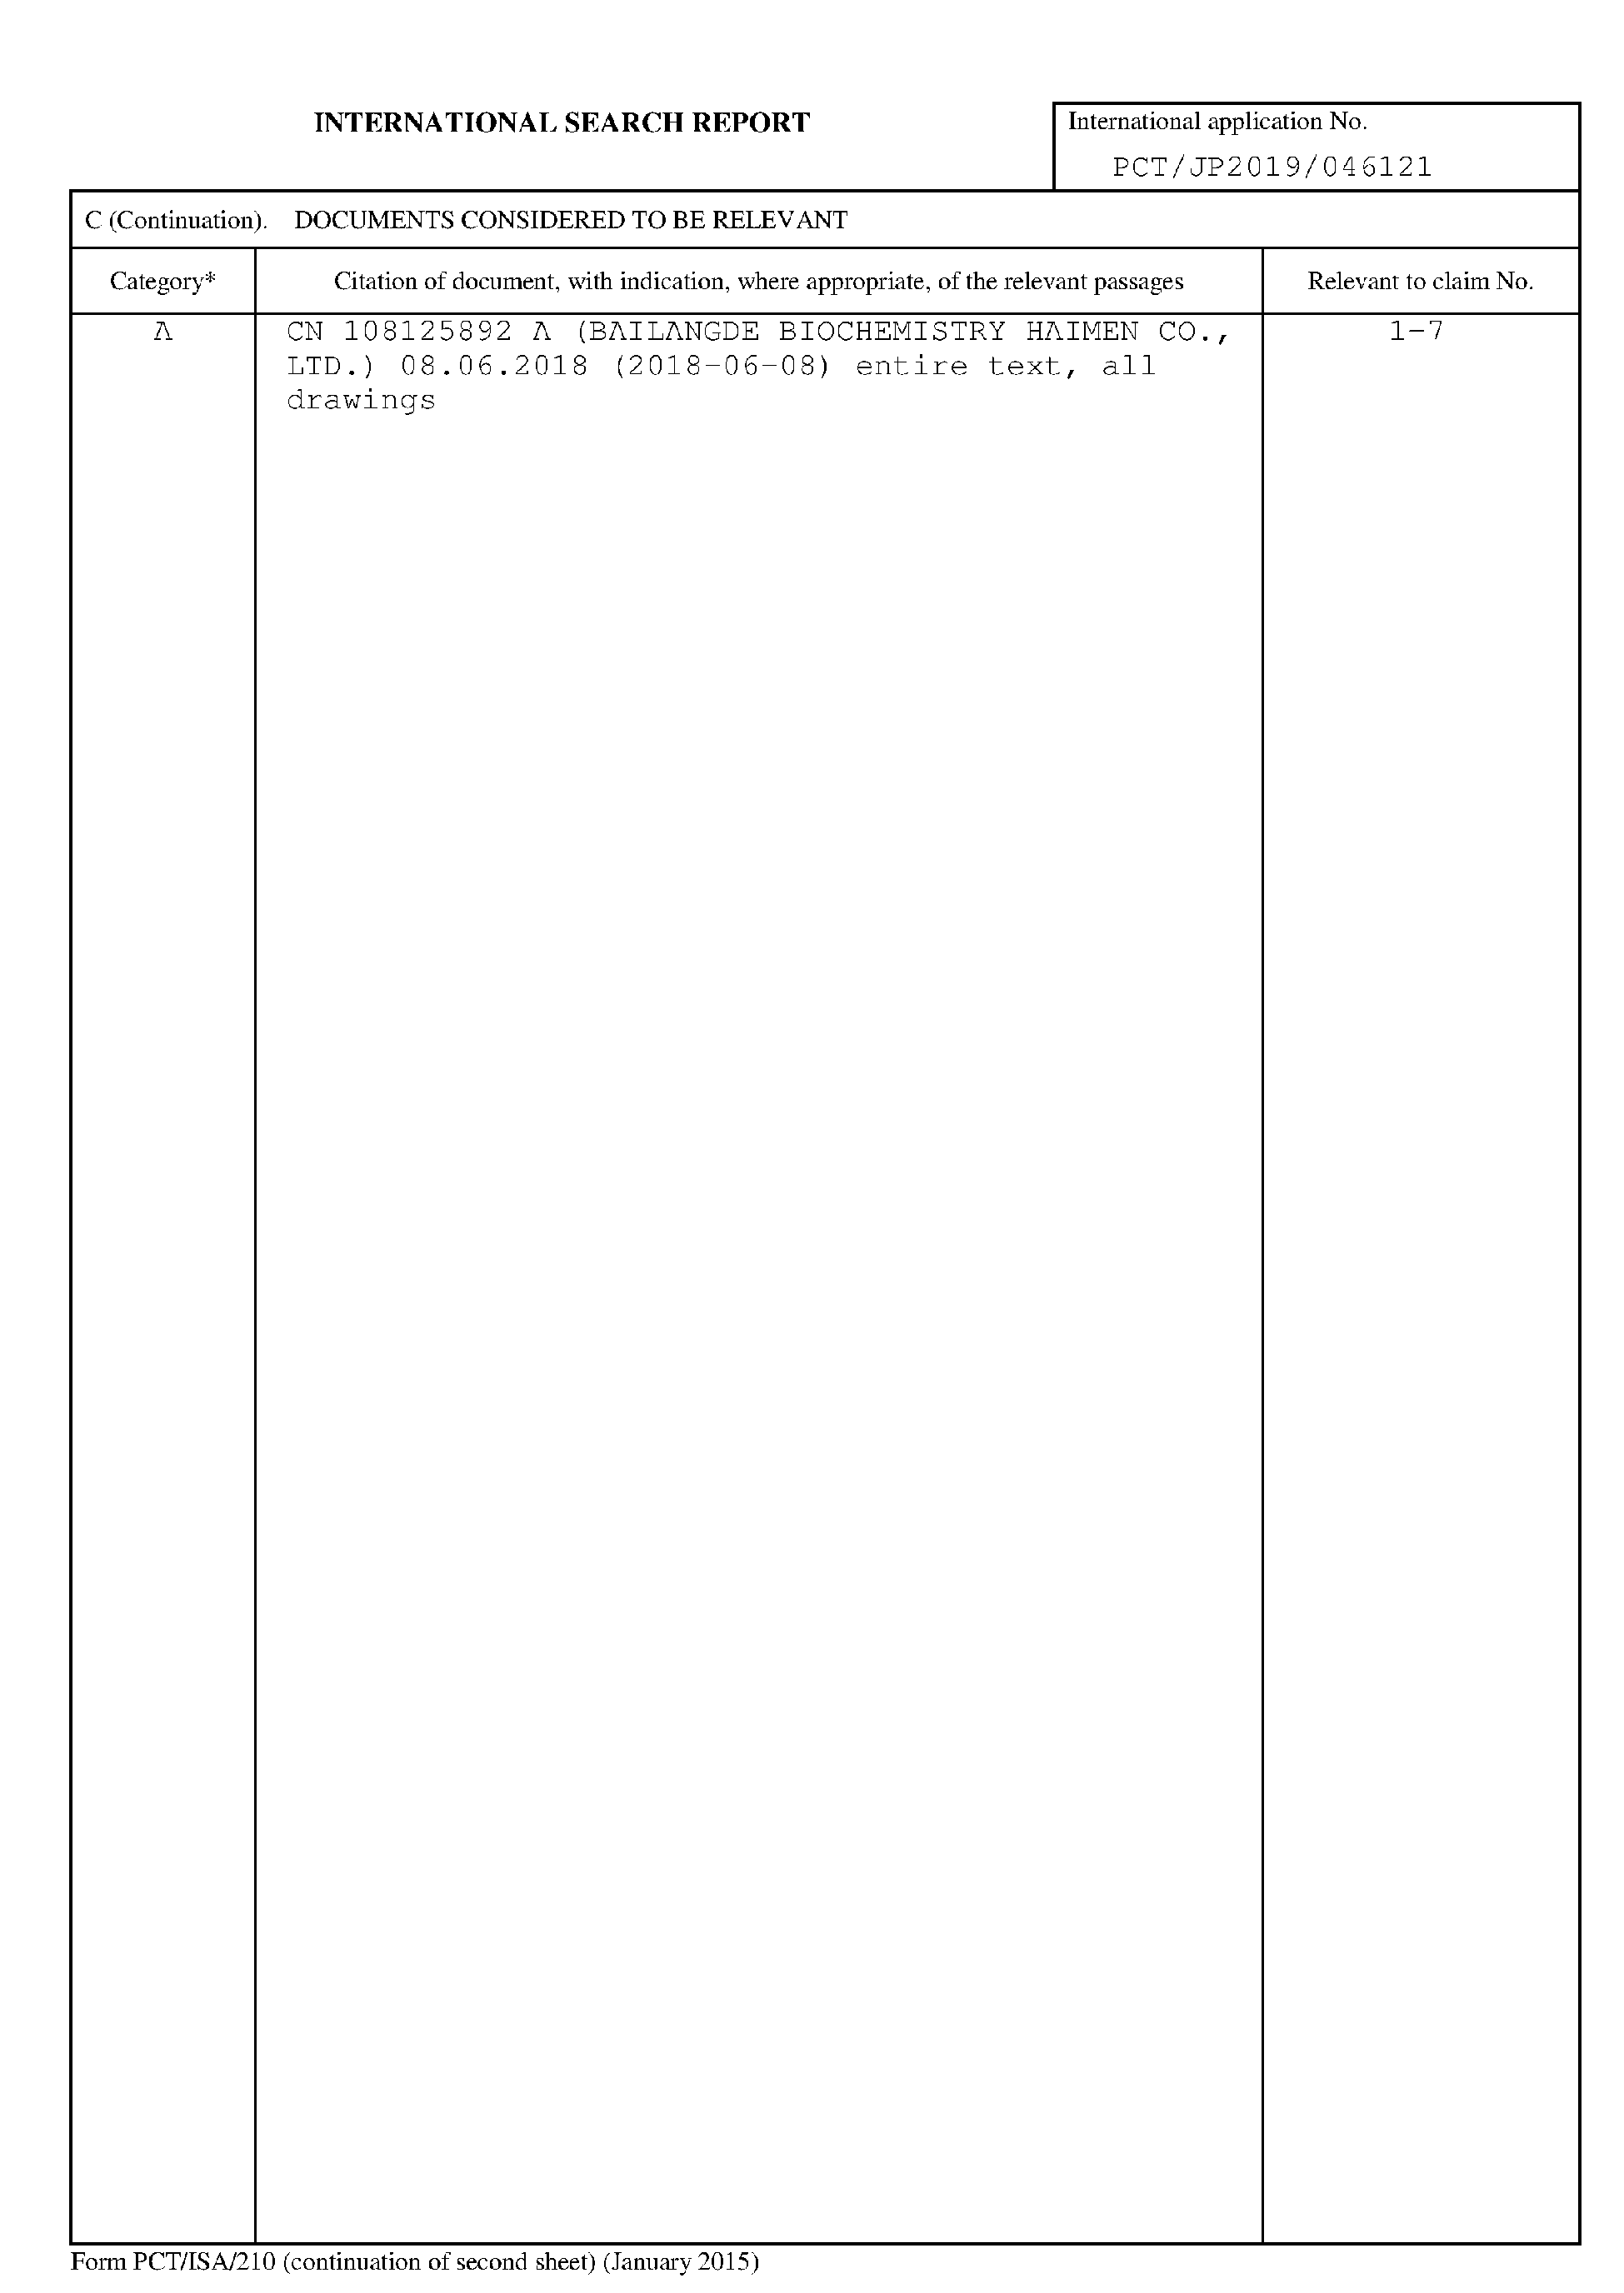 INTERNATIONAL SEARCH REPORT
International application No.
PCT/JP2019/046121
C (Continuation). DOCUMENTS CONSIDERED TO BE RELEVANT
Category* Citation of document, with indication, where appropriate, of the relevant passages Relevant to claim No.
A CN 108125892 A (BAILANGDE BIOCHEMISTRY HAIMEN CO., 1-7
LTD.) 08.06.2018 (2018-06-08) entire text, all
drawings
Form PCT/ISA/210 (continuation of second sheet) (January 2015)